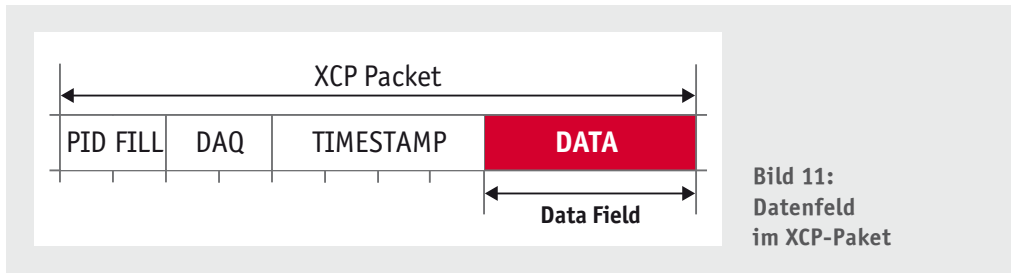 XCP Packet
PID FILL DAQ TIMESTAMP DATA
Data Field
Bild 11:
Datenfeld
im XCP-Paket